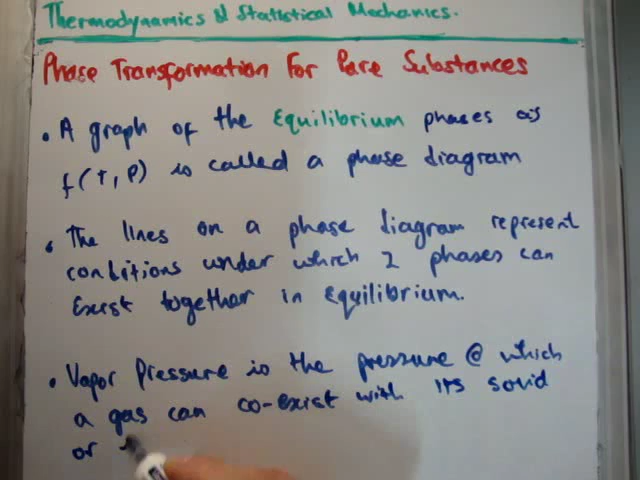 Thermodynamics & Statistical Mechanics.
Phase Transformation For Pure Substances
• A graph of the Equilibrium phases as
f(T, P) is called a phase diagram
• The lines on a phase diagram represent
conditions under which 2 phases can
Exist together in Equilibrium.
• Vapor Pressure is the pressure @ which
a gas can co-exist with its solid
or